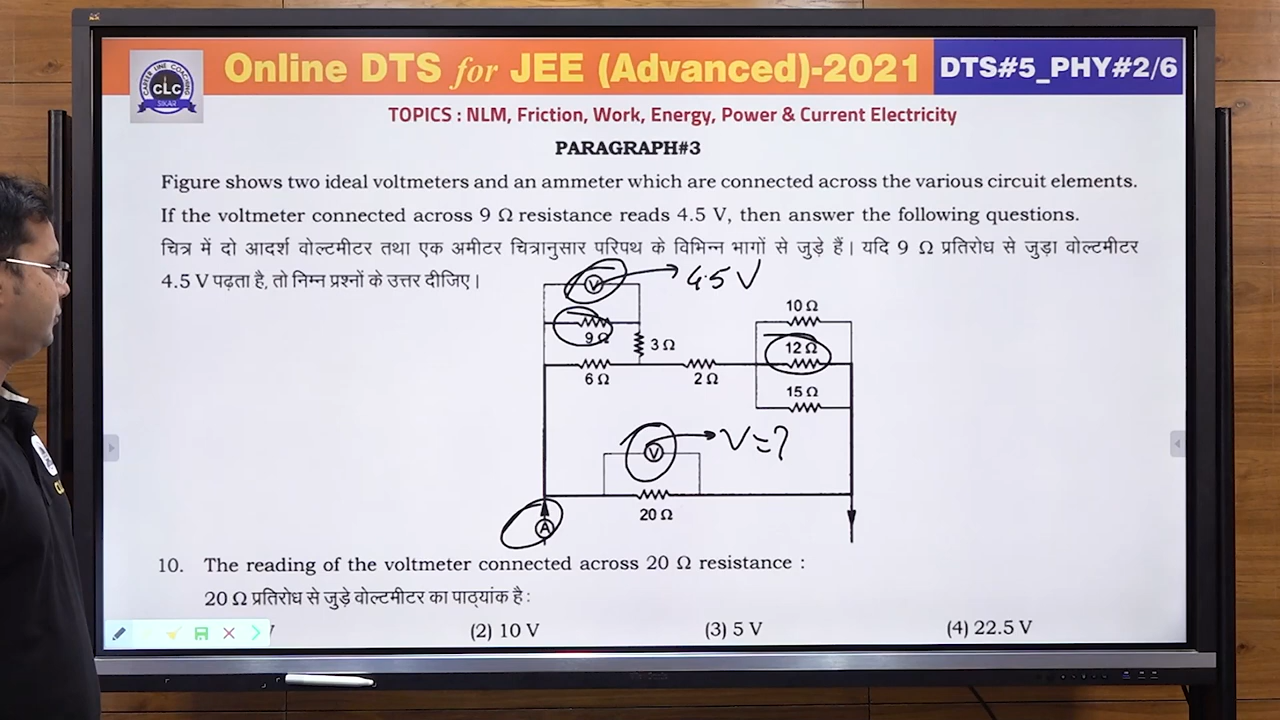 Online DTS for JEE (Advanced)-2021
DTS#5_PHY#2/6
CAREER LINE COACHING
CLC
SIKAR
TOPICS : NLM, Friction, Work, Energy, Power & Current Electricity
PARAGRAPH#3
Figure shows two ideal voltmeters and an ammeter which are connected across the various circuit elements.
If the voltmeter connected across 9 Ω resistance reads 4.5 V, then answer the following questions.
चित्र में दो आदर्श वोल्टमीटर तथा एक अमीटर चित्रानुसार परिपथ के विभिन्न भागों से जुड़े हैं। यदि 9 Ω प्रतिरोध से जुड़ा वोल्टमीटर
4.5 V पढ़ता है, तो निम्न प्रश्नों के उत्तर दीजिए।
V
4.5 V
10 Ω
9 Ω
3 Ω
12 Ω
6 Ω
2 Ω
15 Ω
V
V=?
20 Ω
A
10. The reading of the voltmeter connected across 20 Ω resistance :
20 Ω प्रतिरोध से जुड़े वोल्टमीटर का पाठ्यांक है :
(2) 10 V (3) 5 V (4) 22.5 V